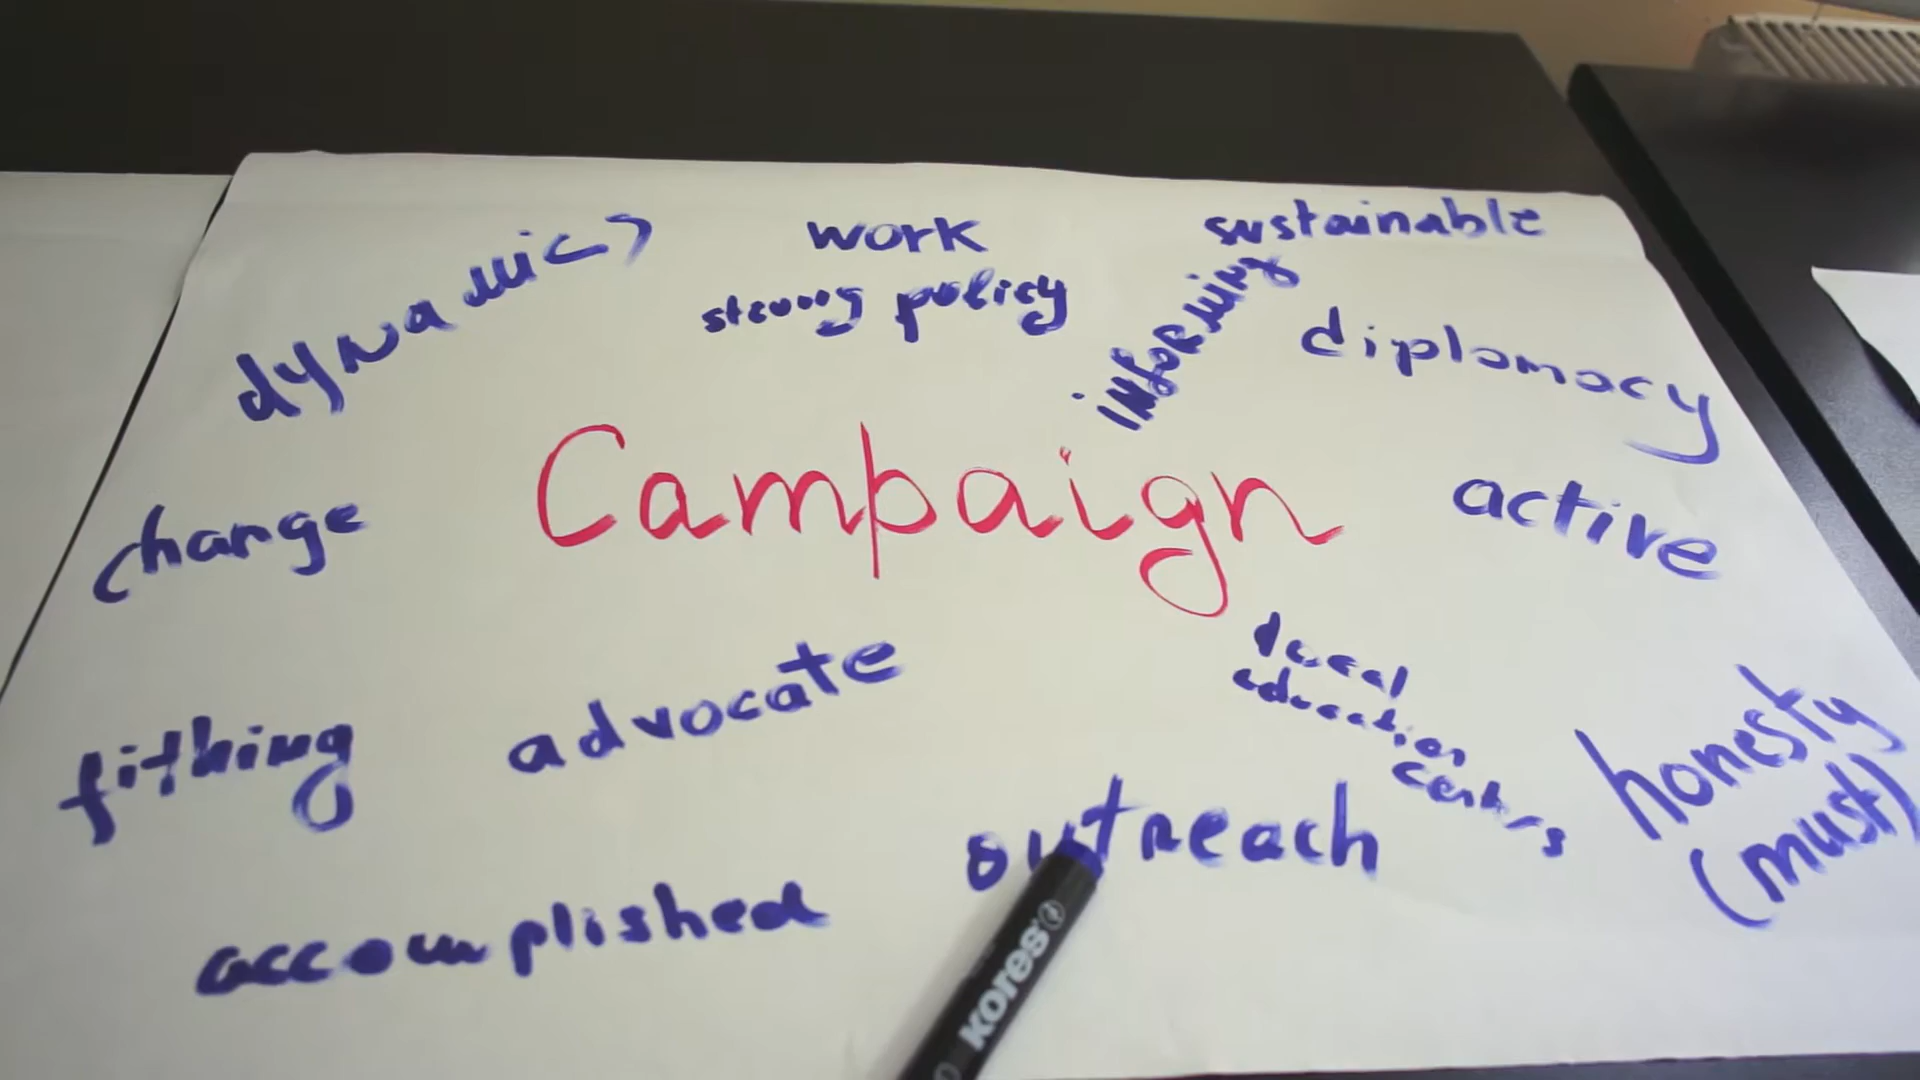 dynamic
work
strong policy
sustainable
informing
diplomacy
Campaign
active
change
local
education
centers
advocate
fithing
honesty
(must)
outreach
accomplished
kores